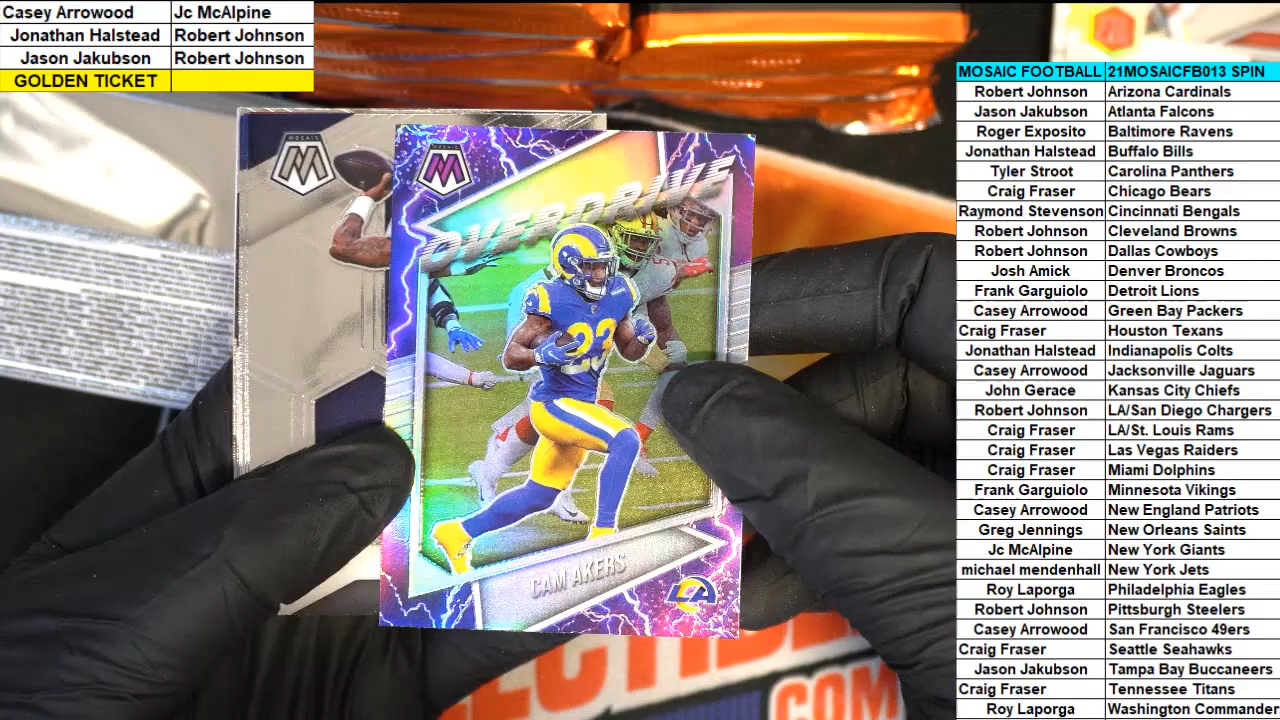 Casey Arrowood Jc McAlpine
Jonathan Halstead Robert Johnson
Jason Jakubson Robert Johnson
GOLDEN TICKET
MOSAIC FOOTBALL 21MOSAICFB013 SPIN
Robert Johnson Arizona Cardinals
Jason Jakubson Atlanta Falcons
Roger Exposito Baltimore Ravens
Jonathan Halstead Buffalo Bills
Tyler Stroot Carolina Panthers
Craig Fraser Chicago Bears
Raymond Stevenson Cincinnati Bengals
Robert Johnson Cleveland Browns
Robert Johnson Dallas Cowboys
Josh Amick Denver Broncos
Frank Garguiolo Detroit Lions
Casey Arrowood Green Bay Packers
Craig Fraser Houston Texans
Jonathan Halstead Indianapolis Colts
Casey Arrowood Jacksonville Jaguars
John Gerace Kansas City Chiefs
Robert Johnson LA/San Diego Chargers
Craig Fraser LA/St. Louis Rams
Craig Fraser Las Vegas Raiders
Craig Fraser Miami Dolphins
Frank Garguiolo Minnesota Vikings
Casey Arrowood New England Patriots
Greg Jennings New Orleans Saints
Jc McAlpine New York Giants
michael mendenhall New York Jets
Roy Laporga Philadelphia Eagles
Robert Johnson Pittsburgh Steelers
Casey Arrowood San Francisco 49ers
Craig Fraser Seattle Seahawks
Jason Jakubson Tampa Bay Buccaneers
Craig Fraser Tennessee Titans
Roy Laporga Washington Commander
MOSAIC
MOSAIC
OVERDRIVE
23
CAM AKERS
LA
.COM